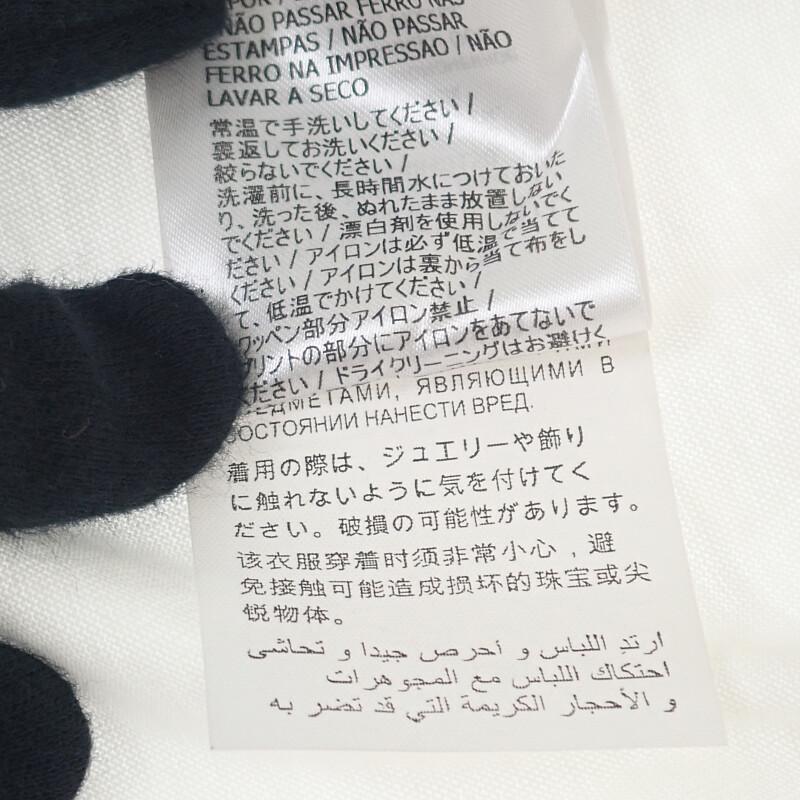 NÃO PASSAR FERRO NAS
ESTAMPAS / NÃO PASSAR
FERRO NA IMPRESSAO / NÃO
LAVAR A SECO
常温で手洗いしてください /
裏返してお洗いください /
絞らないでください /
洗濯前に、長時間水につけておいた
り、洗った後、ぬれたまま放置しない
でください / 漂白剤を使用しないでく
ださい / アイロンは必ず低温で当てて
ください / アイロンは裏から当て布をし
て、低温でかけてください /
ワッペン部分アイロン禁止 /
プリントの部分にアイロンをあてないで
ください / ドライクリーニングはお避けく
ЯВЛЯЮЩИМИ В
СОСТОЯНИИ НАНЕСТИ ВРЕД.
着用の際は、ジュエリーや飾り
に触れないように気を付けてく
ださい。破損の可能性があります。
该衣服穿着时须非常小心，避
免接触可能造成损坏的珠宝或尖
锐物体。
ارتد اللباس و أحرص جيدا و تحاشى
احتكاك اللباس مع المجوهرات
و الأحجار الكريمة التي قد تضر به